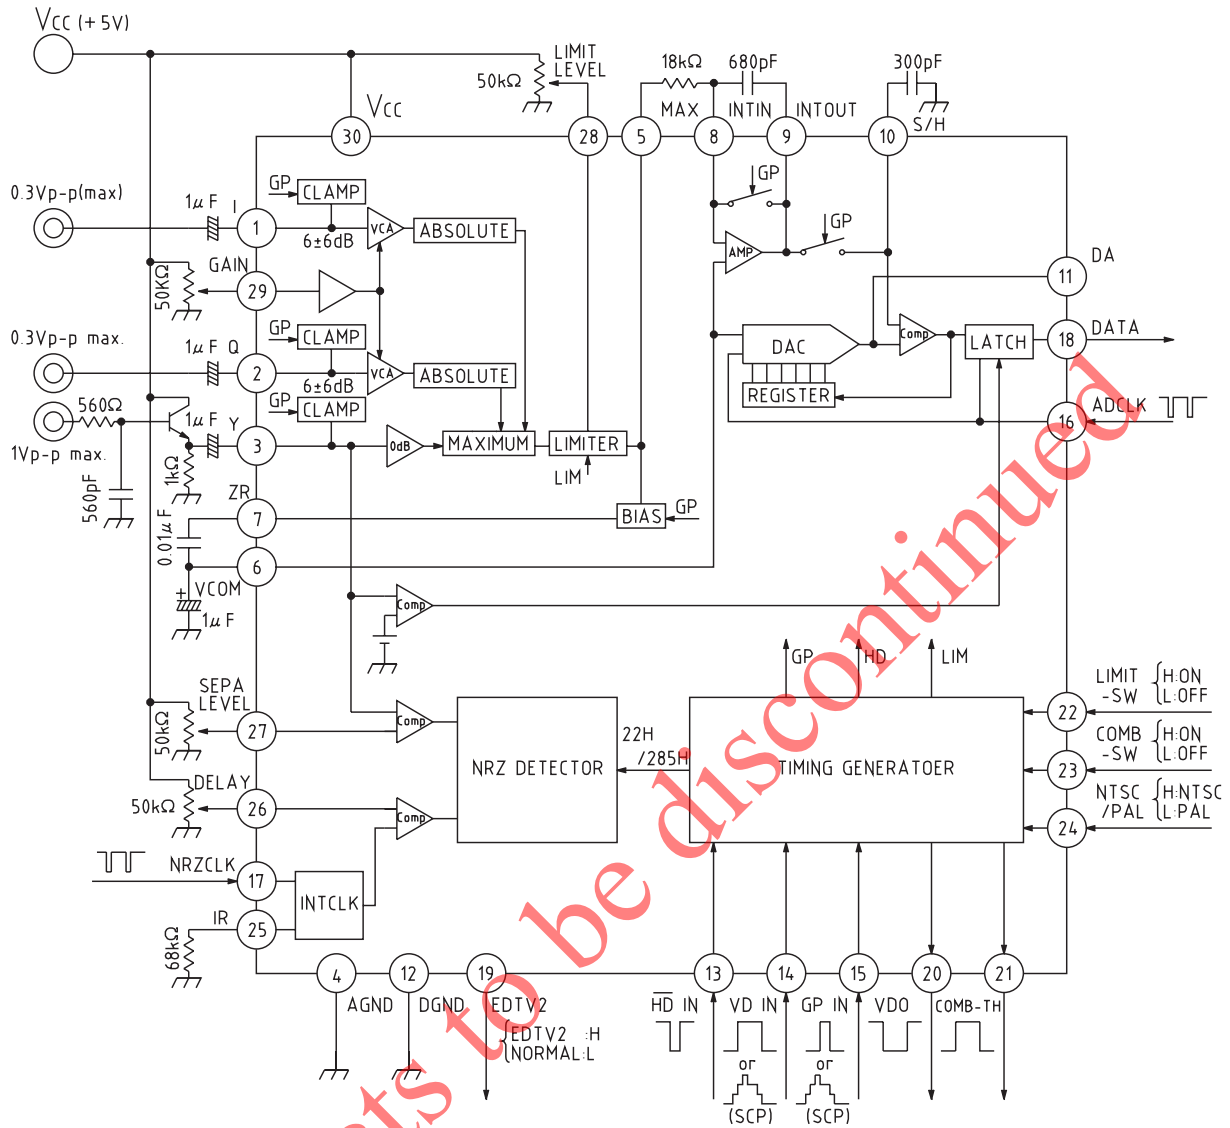 VCC (+5V)
LIMIT
LEVEL
50kΩ
18kΩ
680pF
300pF
VCC
MAX
INTIN
INTOUT
S/H
30
28
5
8
9
10
0.3Vp-p(max)
1μF
I
1
GP
CLAMP
6±6dB
VCA
ABSOLUTE
GP
GP
AMP
GAIN
50KΩ
29
DA
11
0.3Vp-p max.
1μF
Q
2
GP
CLAMP
6±6dB
VCA
ABSOLUTE
DAC
REGISTER
Comp
LATCH
18
DATA
560Ω
1Vp-p max.
1μF
Y
3
GP
CLAMP
0dB
MAXIMUM
LIMITER
LIM
16
ADCLK
1kΩ
560pF
ZR
7
BIAS
GP
0.01μF
6
VCOM
+
1μF
Comp
GP
HD
LIM
SEPA
LEVEL
50kΩ
27
Comp
NRZ DETECTOR
22H
/285H
TIMING GENERATOER
22
LIMIT
-SW
H:ON
L:OFF
23
COMB
-SW
H:ON
L:OFF
24
NTSC
/PAL
H:NTSC
L:PAL
DELAY
50kΩ
26
Comp
NRZCLK
17
INTCLK
IR
25
68kΩ
4
AGND
12
DGND
19
EDTV2
EDTV2 :H
NORMAL:L
13
HD IN
14
VD IN
or
(SCP)
15
GP IN
or
(SCP)
20
VDO
21
COMB-TH
ts to be discontinued